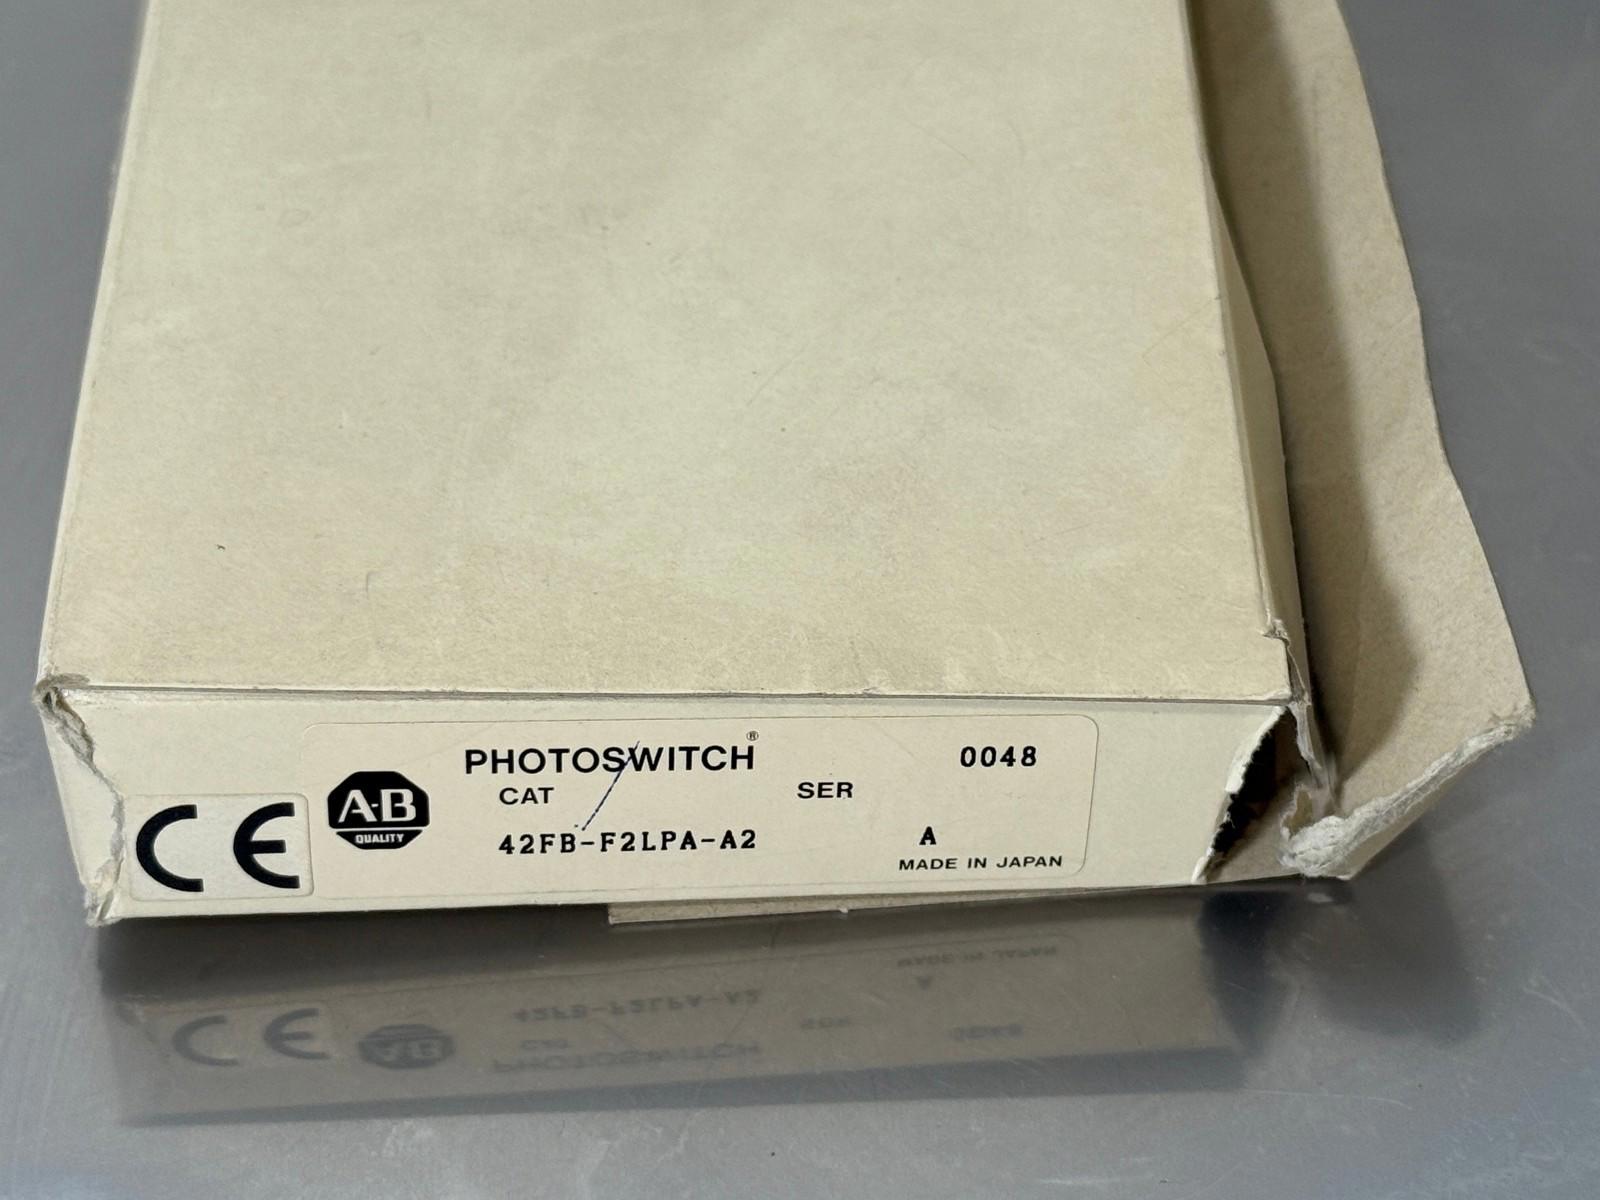 PHOTOSWITCH® 0048
CAT SER
42FB-F2LPA-A2 A
MADE IN JAPAN
A-B
QUALITY
CE